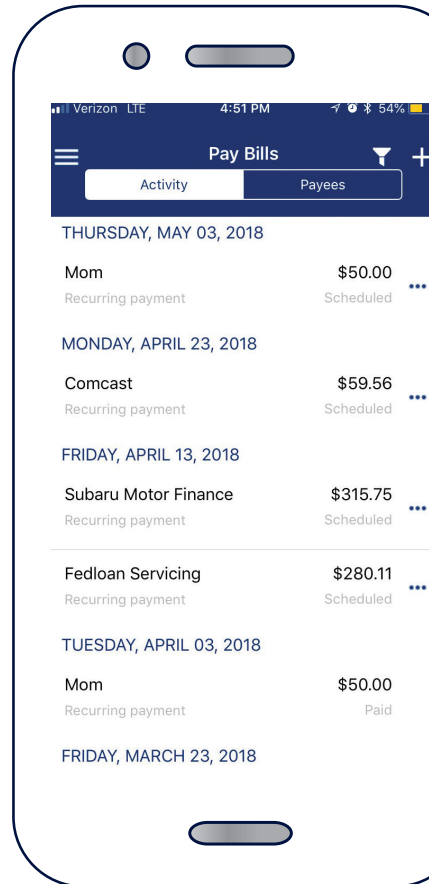 Verizon LTE 4:51 PM 54%
Pay Bills
Activity Payees
THURSDAY, MAY 03, 2018
Mom $50.00
Recurring payment Scheduled
MONDAY, APRIL 23, 2018
Comcast $59.56
Recurring payment Scheduled
FRIDAY, APRIL 13, 2018
Subaru Motor Finance $315.75
Recurring payment Scheduled
Fedloan Servicing $280.11
Recurring payment Scheduled
TUESDAY, APRIL 03, 2018
Mom $50.00
Recurring payment Paid
FRIDAY, MARCH 23, 2018